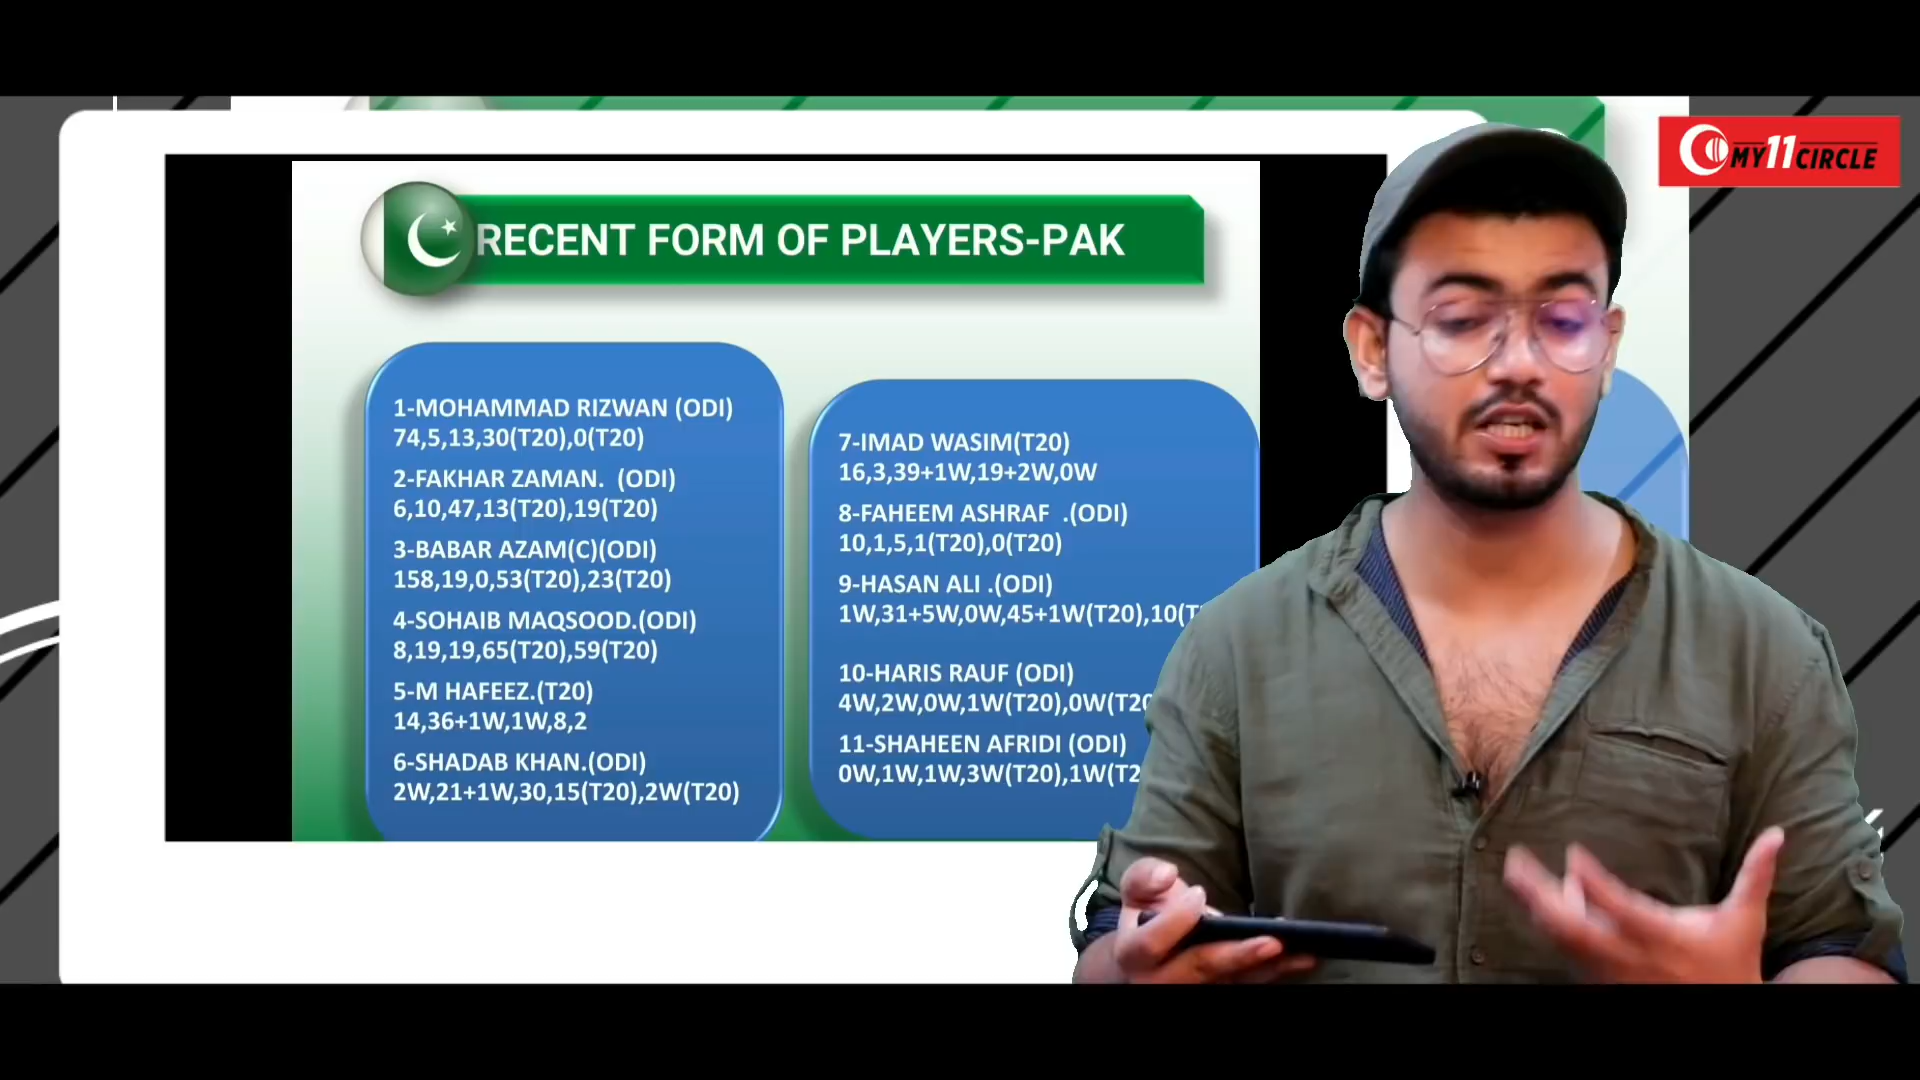 RECENT FORM OF PLAYERS-PAK
1-MOHAMMAD RIZWAN (ODI)
74,5,13,30(T20),0(T20)
2-FAKHAR ZAMAN.  (ODI)
6,10,47,13(T20),19(T20)
3-BABAR AZAM(C)(ODI)
158,19,0,53(T20),23(T20)
4-SOHAIB MAQSOOD.(ODI)
8,19,19,65(T20),59(T20)
5-M HAFEEZ.(T20)
14,36+1W,1W,8,2
6-SHADAB KHAN.(ODI)
2W,21+1W,30,15(T20),2W(T20)
7-IMAD WASIM(T20)
16,3,39+1W,19+2W,0W
8-FAHEEM ASHRAF  .(ODI)
10,1,5,1(T20),0(T20)
9-HASAN ALI .(ODI)
1W,31+5W,0W,45+1W(T20),10(T
10-HARIS RAUF (ODI)
4W,2W,0W,1W(T20),0W(T20
11-SHAHEEN AFRIDI (ODI)
0W,1W,1W,3W(T20),1W(T2
MY11CIRCLE